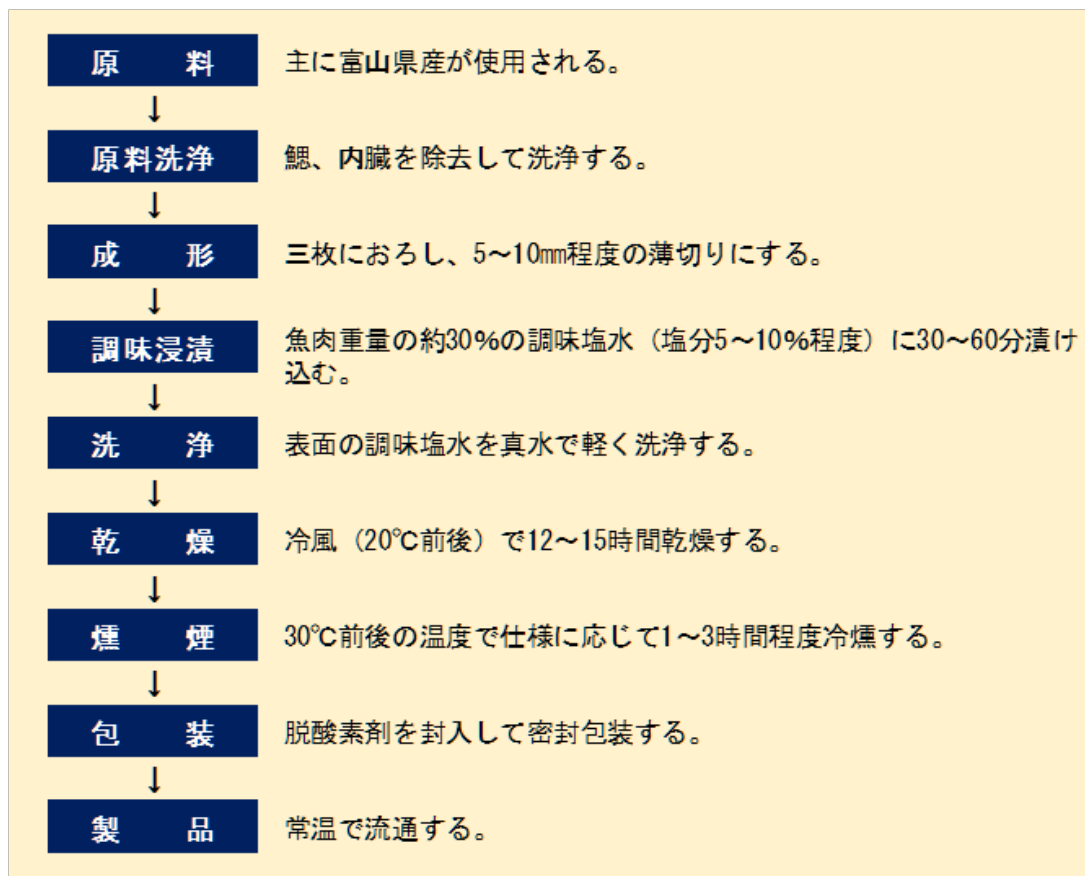 原　料　主に富山県産が使用される。
↓
原料洗浄　鰓、内臓を除去して洗浄する。
↓
成　形　三枚におろし、5～10㎜程度の薄切りにする。
↓
調味浸漬　魚肉重量の約30%の調味塩水（塩分5～10%程度）に30～60分漬け
込む。
↓
洗　浄　表面の調味塩水を真水で軽く洗浄する。
↓
乾　燥　冷風（20℃前後）で12～15時間乾燥する。
↓
燻　煙　30℃前後の温度で仕様に応じて1～3時間程度冷燻する。
↓
包　装　脱酸素剤を封入して密封包装する。
↓
製　品　常温で流通する。